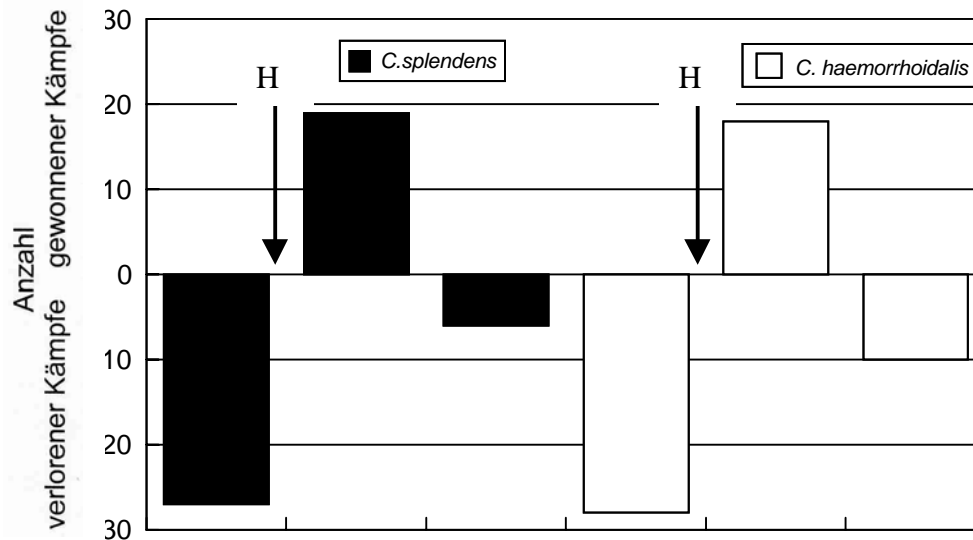 Anzahl
verlorener Kämpfe gewonnener Kämpfe
30
20
10
0
10
20
30
H
C.splendens
H
C. haemorrhoidalis